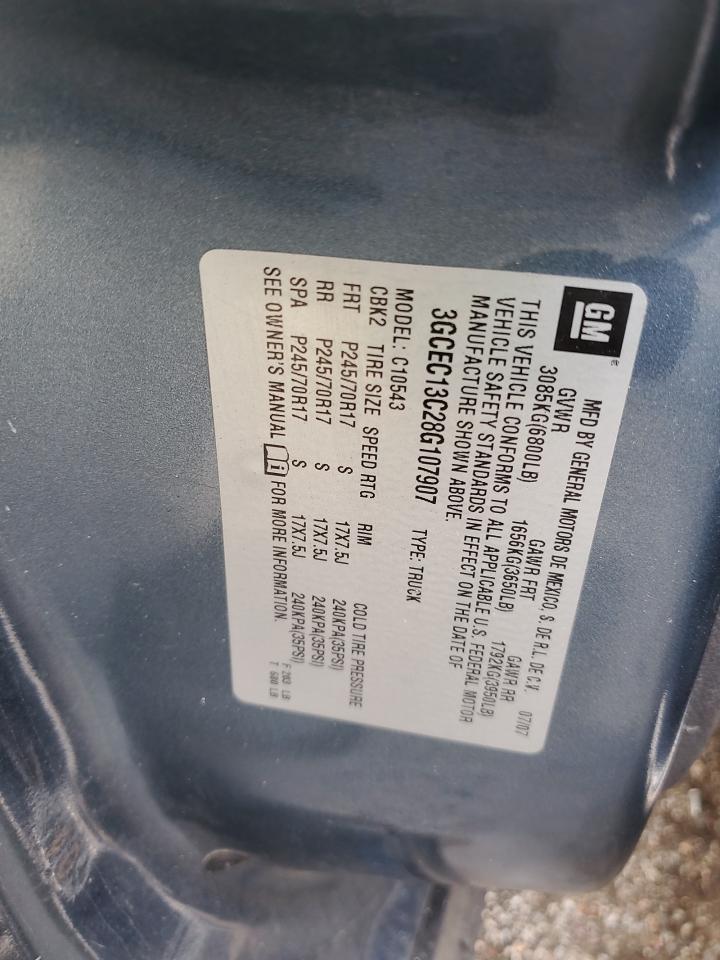 GM
MFD BY GENERAL MOTORS DE MEXICO, S. DE R.L. DE C.V. 07/07
GVWR GAWR FRT GAWR RR
3085KG(6800LB) 1656KG(3650LB) 1792KG(3950LB)
THIS VEHICLE CONFORMS TO ALL APPLICABLE U.S. FEDERAL MOTOR
VEHICLE SAFETY STANDARDS IN EFFECT ON THE DATE OF
MANUFACTURE SHOWN ABOVE.
3GCEC13C28G107907 TYPE: TRUCK
MODEL: C10543
CBK2 TIRE SIZE SPEED RTG RIM COLD TIRE PRESSURE
FRT P245/70R17 S 17X7.5J 240KPA(35PSI)
RR P245/70R17 S 17X7.5J 240KPA(35PSI)
SPA P245/70R17 S 17X7.5J 240KPA(35PSI)
SEE OWNER'S MANUAL FOR MORE INFORMATION.
F 203 LB
T 600 LB